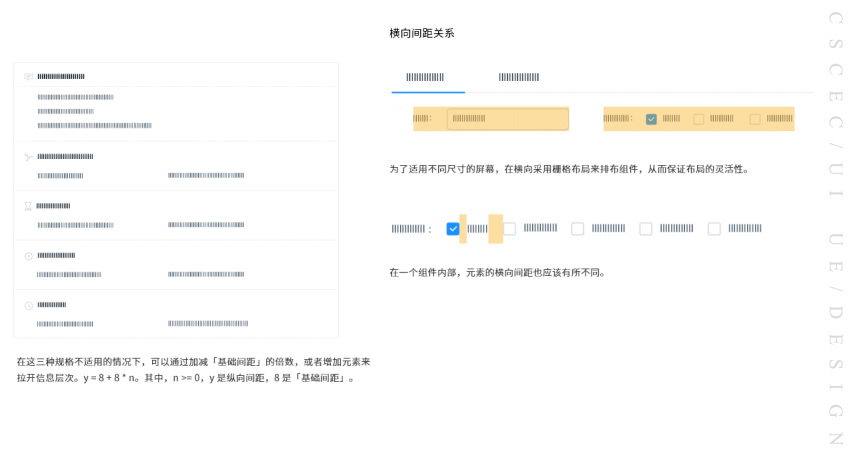 横向间距关系
为了适用不同尺寸的屏幕，在横向采用栅格布局来排布组件，从而保证布局的灵活性。
在一个组件内部，元素的横向间距也应该有所不同。
在这三种规格不适用的情况下，可以通过加减「基础间距」的倍数，或者增加元素来
拉开信息层次。y = 8 + 8 * n。其中，n >= 0，y 是纵向间距，8 是「基础间距」。
CSCEC/UI UE/DESIGN